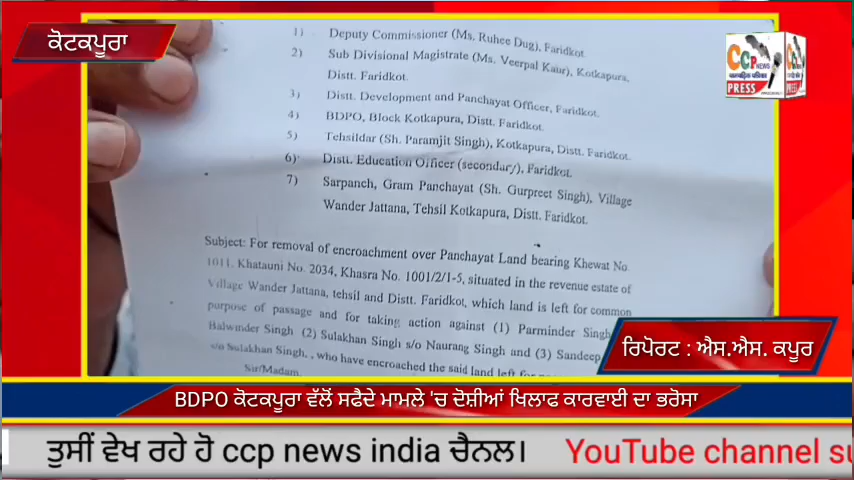 ਕੋਟਕਪੂਰਾ
CCP NEWS
PRESS
1) Deputy Commissioner (Ms. Ruhee Dug), Faridkot.
2) Sub Divisional Magistrate (Ms. Veerpal Kaur), Kotkapura,
Distt. Faridkot.
3) Distt. Development and Panchayat Officer, Faridkot.
4) BDPO, Block Kotkapura, Distt. Faridkot.
5) Tehsildar (Sh. Paramjit Singh), Kotkapura, Distt. Faridkot.
6) Distt. Education Officer (secondary), Faridkot.
7) Sarpanch, Gram Panchayat (Sh. Gurpreet Singh), Village
Wander Jattana, Tehsil Kotkapura, Distt. Faridkot.
Subject: For removal of encroachment over Panchayat Land bearing Khewat No
1011, Khatauni No. 2034, Khasra No. 1001/2/1-5, situated in the revenue estate of
Village Wander Jattana, tehsil and Distt. Faridkot, which land is left for common
purpose of passage and for taking action against (1) Parminder Singh
Balwinder Singh (2) Sulakhan Singh s/o Naurang Singh and (3) Sandeep
s/o Sulakhan Singh, , who have encroached the said land left for
Sir/Madam.
ਰਿਪੋਰਟ : ਐਸ.ਐਸ. ਕਪੂਰ
BDPO ਕੋਟਕਪੂਰਾ ਵੱਲੋਂ ਸਫੈਦੇ ਮਾਮਲੇ 'ਚ ਦੋਸ਼ੀਆਂ ਖਿਲਾਫ ਕਾਰਵਾਈ ਦਾ ਭਰੋਸਾ
ਤੁਸੀਂ ਵੇਖ ਰਹੇ ਹੋ ccp news india ਚੈਨਲ। YouTube channel su